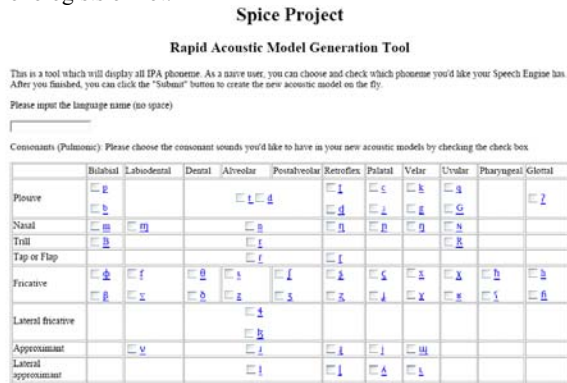 Spice Project
Rapid Acoustic Model Generation Tool
This is a tool which will display all IPA phoneme. As a naive user, you can choose and check which phoneme you'd like your Speech Engine has.
After you finished, you can click the "Submit" button to create the new acoustic model on the fly.
Please input the language name (no space)
Consonants (Pulmonic): Please choose the consonant sounds you'd like to have in your new acoustic models by checking the check box
Bilabial Labiodental Dental Alveolar Postalveolar Retroflex Palatal Velar Uvular Pharyngeal Glottal
Plosive p b t d ʈ ɖ c ɟ k g q G ʔ
Nasal m ɱ n ɳ ɲ ŋ N
Trill B r R
Tap or Flap ɾ ɽ
Fricative ɸ β f v θ ð s z ʃ ʒ ʂ ʐ ç ʝ x ɣ χ ʁ ħ ʕ h ɦ
Lateral fricative ɬ ɮ
Approximant ʋ ɹ ɻ j ɰ
Lateral
approximant l ɭ ʎ ʟ